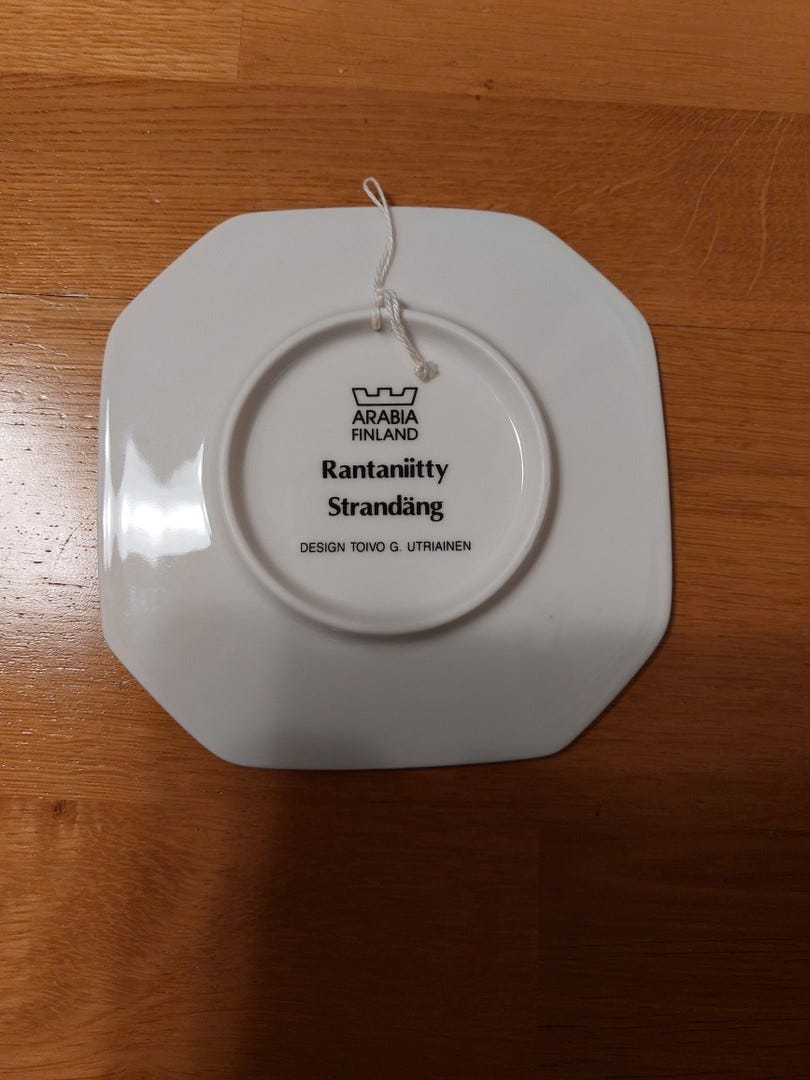 ARABIA
FINLAND
Rantaniitty
Strandäng
DESIGN TOIVO G. UTRIAINEN